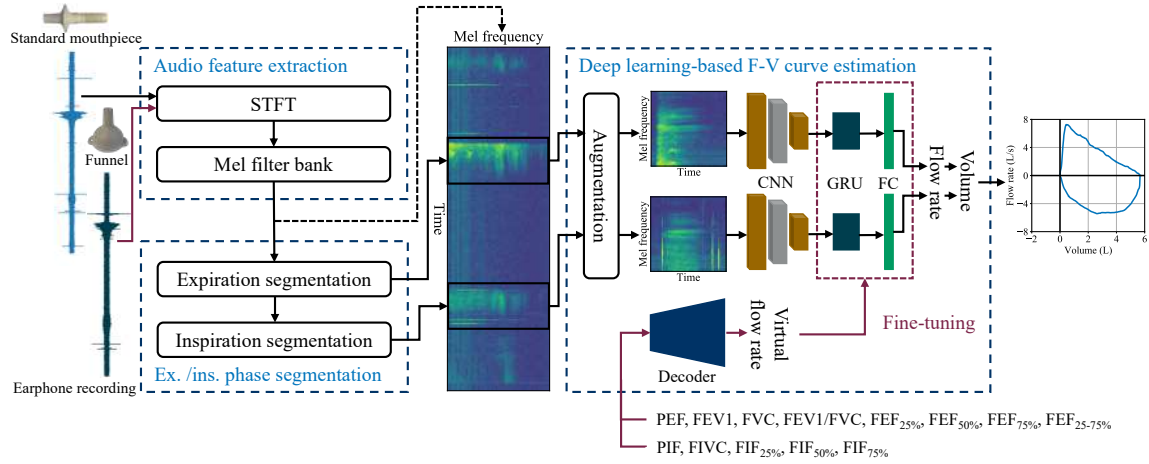 Standard mouthpiece
Mel frequency
Audio feature extraction
Deep learning-based F-V curve estimation
STFT
Mel filter bank
Funnel
Time
Expiration segmentation
Inspiration segmentation
Ex. /ins. phase segmentation
Earphone recording
Augmentation
Mel frequency
Time
Mel frequency
Time
CNN
GRU
FC
Flow rate
Volume
Flow rate (L/s)
8
4
0
−4
−8
−2
0
2
4
6
Volume (L)
Decoder
Virtual
flow rate
Fine-tuning
PEF, FEV1, FVC, FEV1/FVC, FEF25%, FEF50%, FEF75%, FEF25-75%
PIF, FIVC, FIF25%, FIF50%, FIF75%